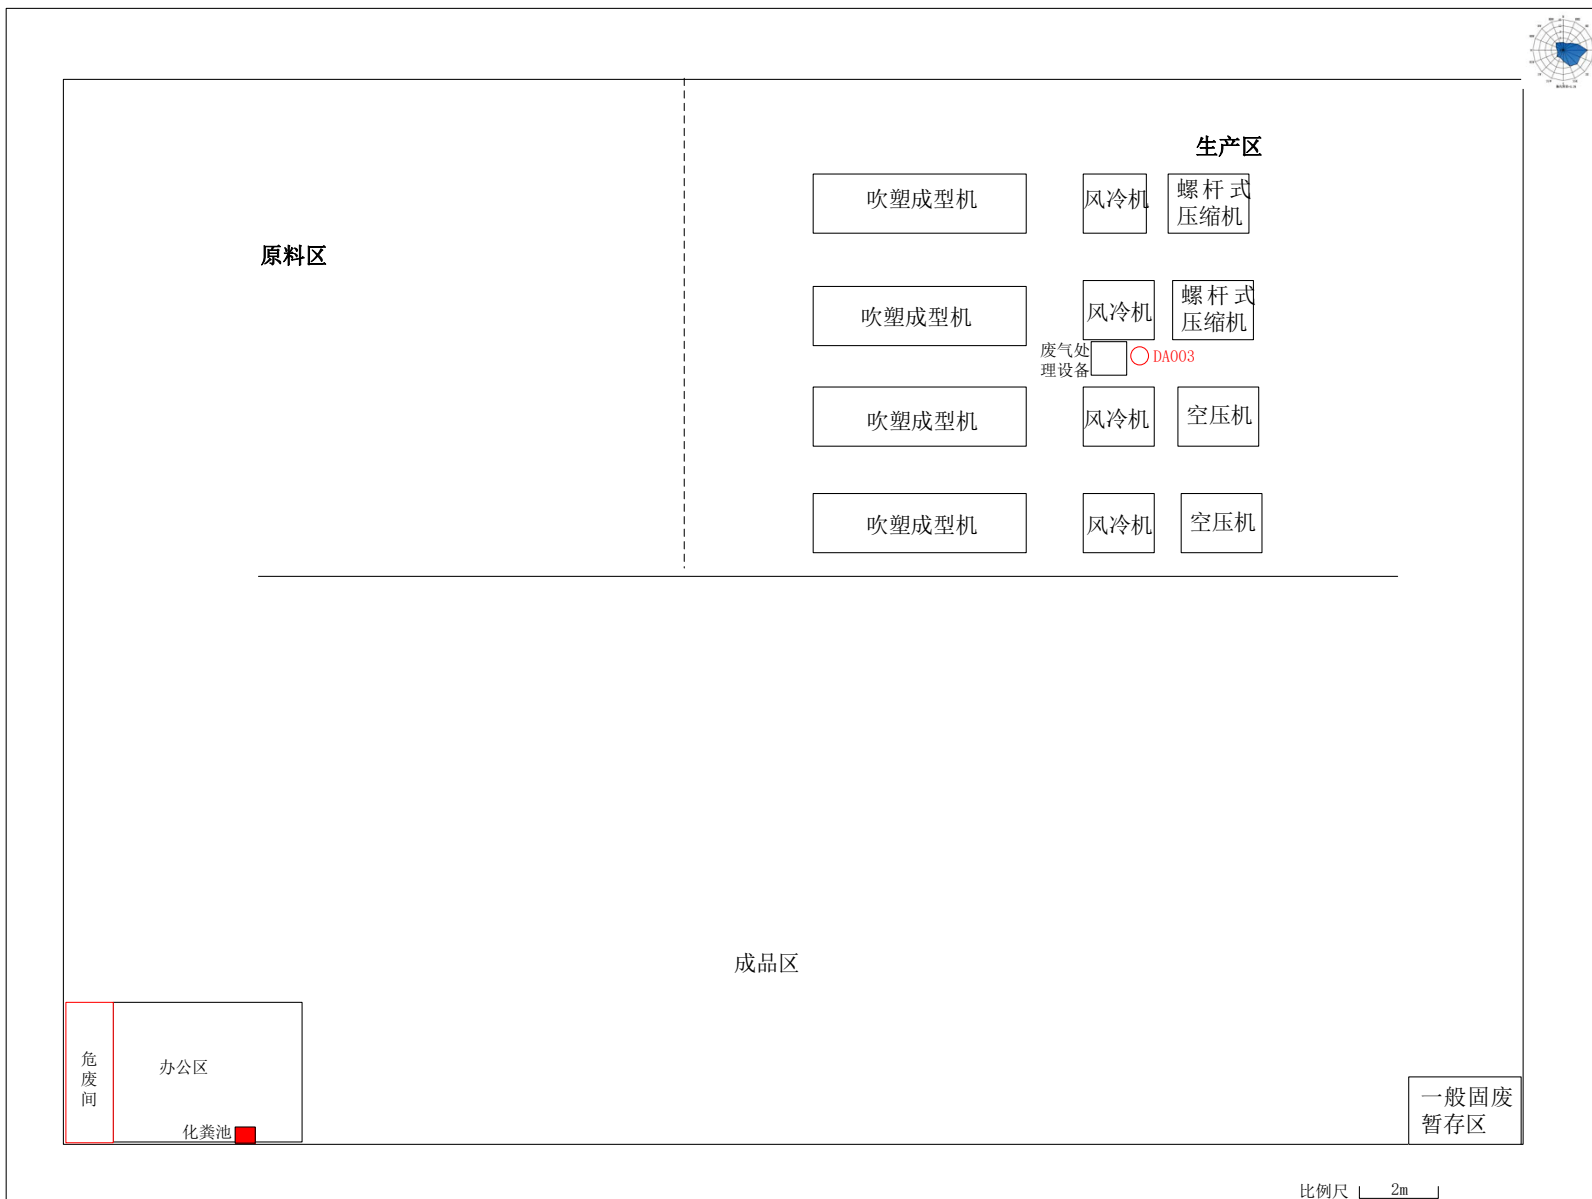 生产区
吹塑成型机
风冷机
螺杆式
压缩机
原料区
吹塑成型机
风冷机
螺杆式
压缩机
废气处
理设备
DA003
吹塑成型机
风冷机
空压机
吹塑成型机
风冷机
空压机
成品区
危
废
间
办公区
化粪池
一般固废
暂存区
比例尺
2m